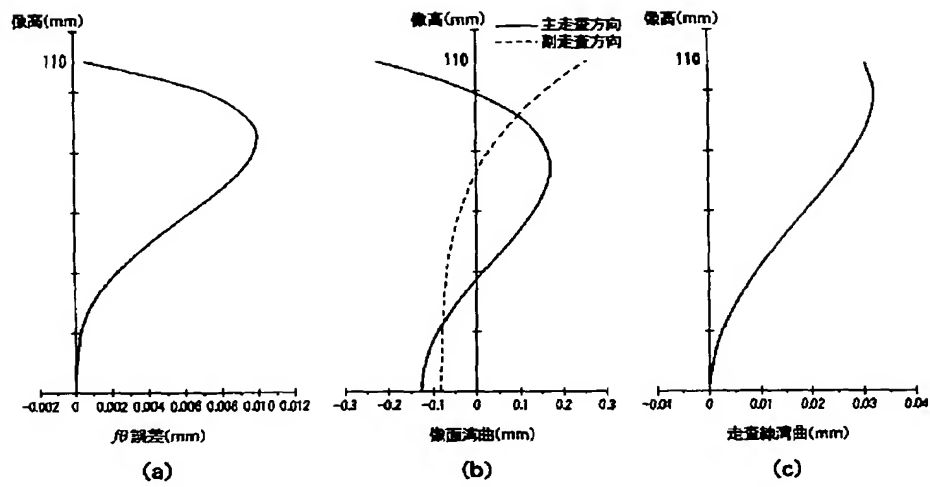 像高(mm)
110
-0.002 0 0.002 0.004 0.006 0.008 0.010 0.012
fθ誤差(mm)
(a)
像高(mm)
主走査方向
副走査方向
110
-0.3 -0.2 -0.1 0 0.1 0.2 0.3
像面湾曲(mm)
(b)
像高(mm)
110
-0.01 0 0.01 0.02 0.03 0.04
走査線湾曲(mm)
(c)